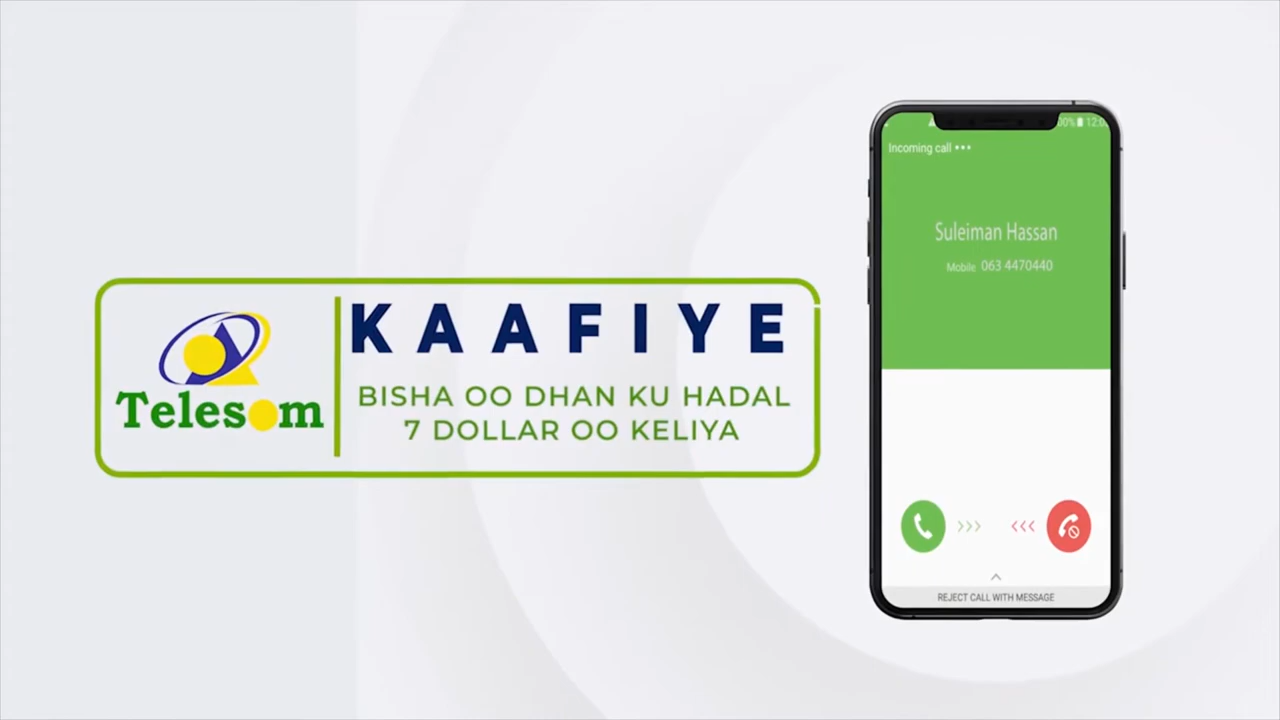 Telesom
KAAFIYE
BISHA OO DHAN KU HADAL
7 DOLLAR OO KELIYA
Incoming call •••
Suleiman Hassan
Mobile 063 4470440
REJECT CALL WITH MESSAGE